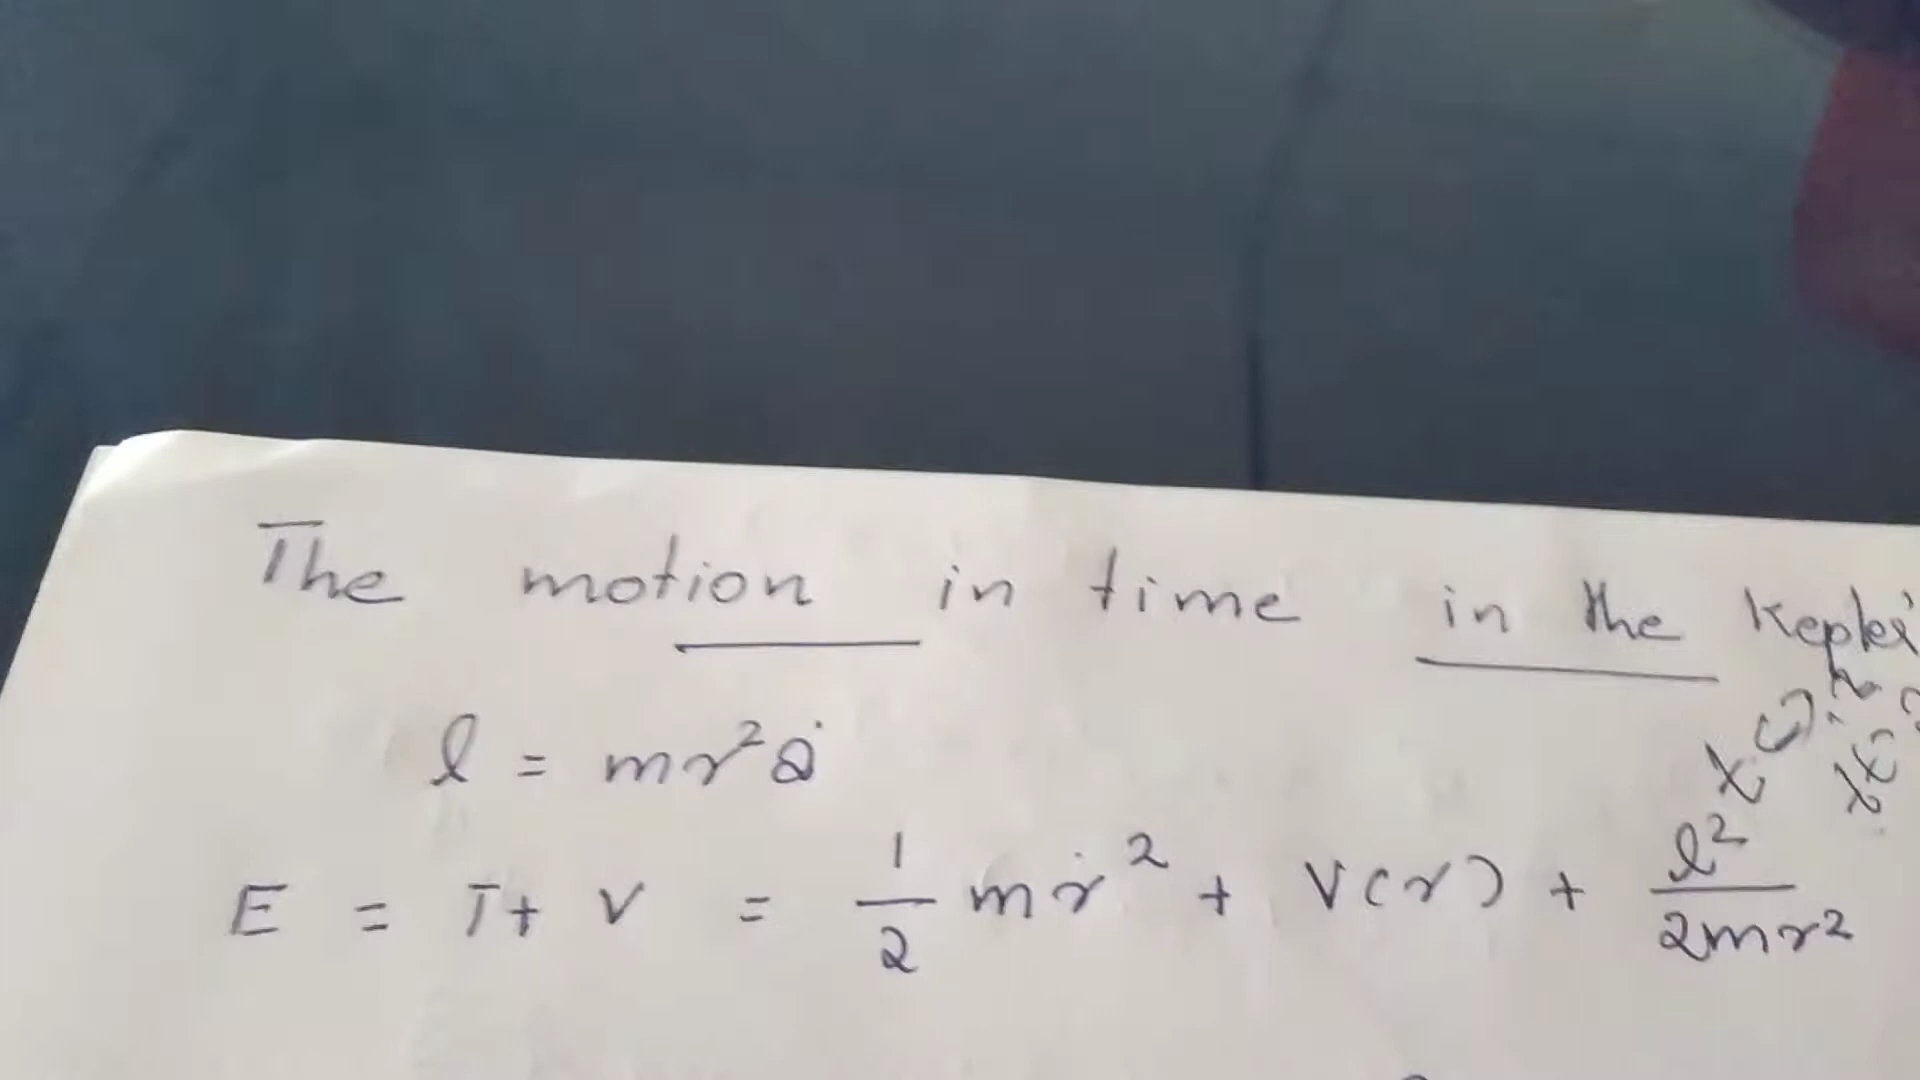 The motion in time in the Kepler
l = mr²θ̇
E = T + V = 1/2 mṙ² + V(r) + l²/2mr²